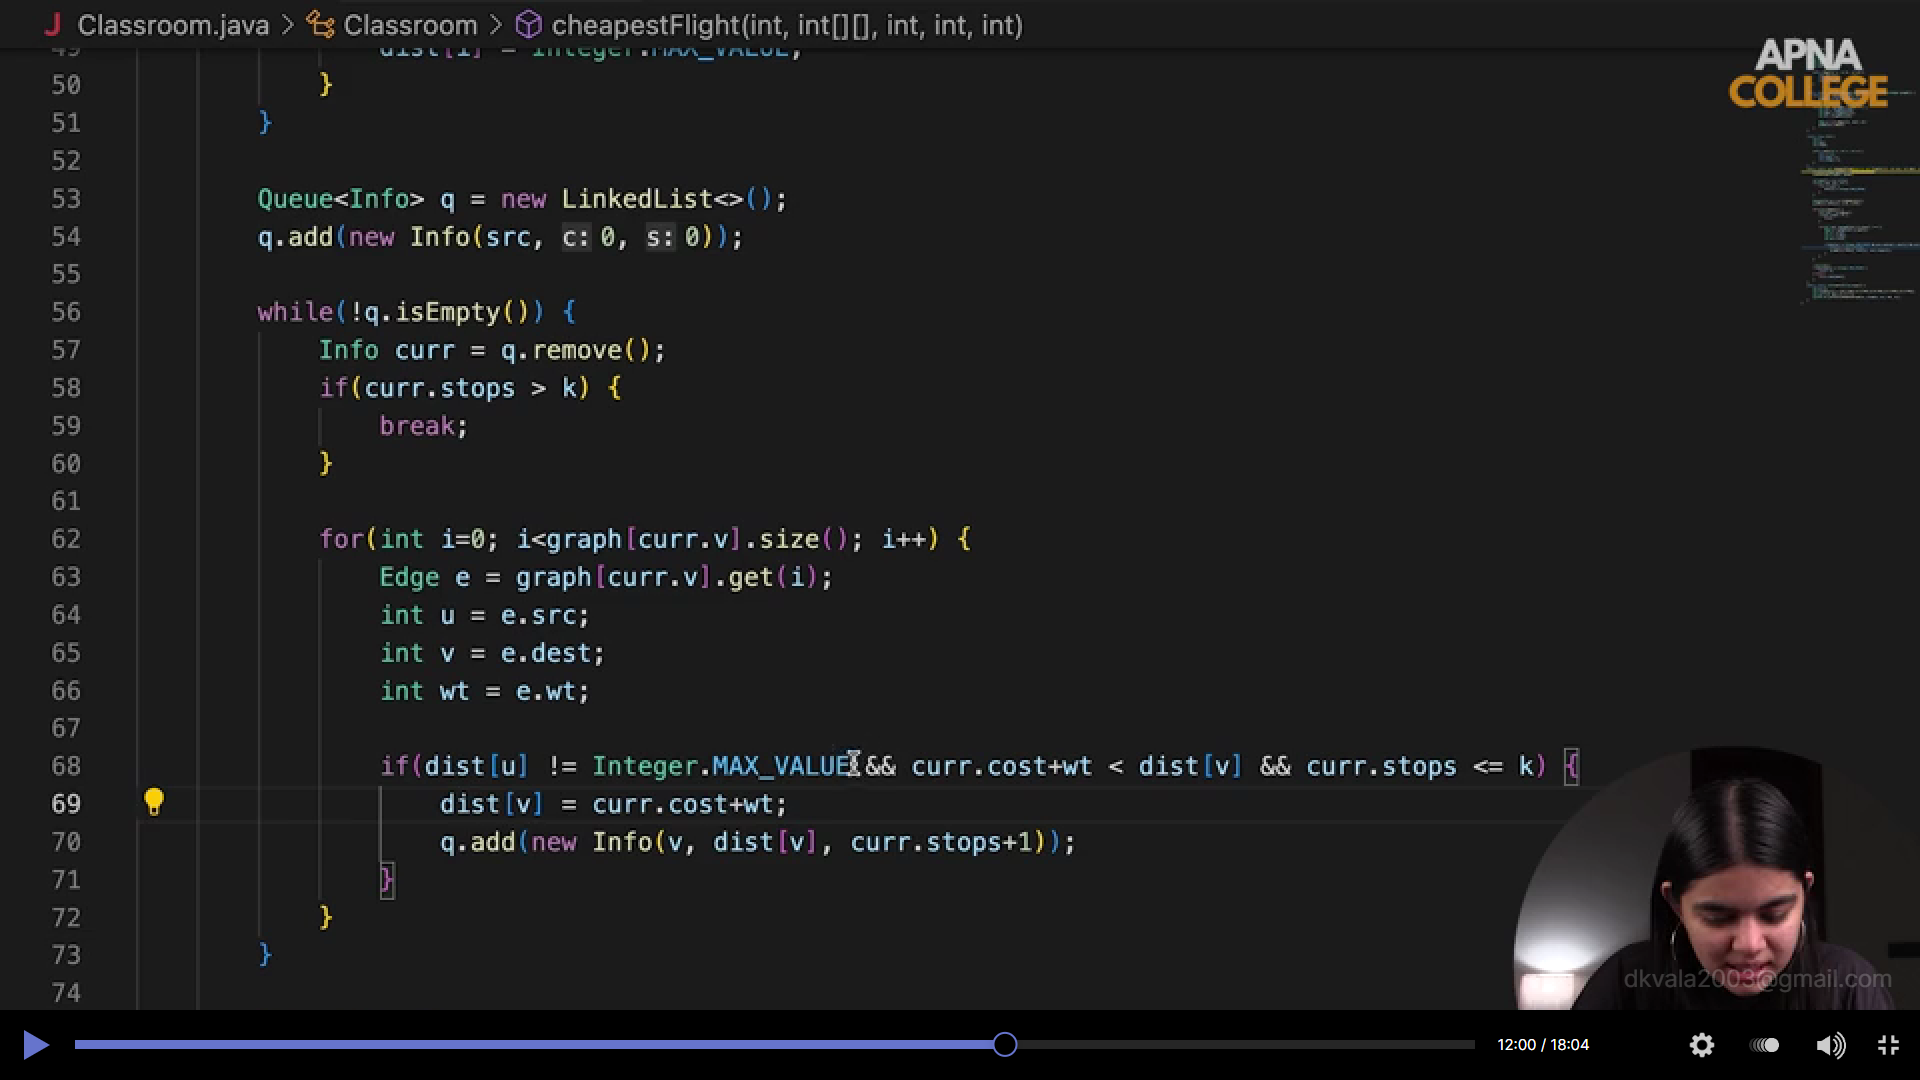 Classroom.java > Classroom > cheapestFlight(int, int[][], int, int, int)
APNA
COLLEGE
49 dist[i] = Integer.MAX_VALUE;
50 }
51 }
52
53 Queue<Info> q = new LinkedList<>();
54 q.add(new Info(src, c: 0, s: 0));
55
56 while(!q.isEmpty()) {
57 Info curr = q.remove();
58 if(curr.stops > k) {
59 break;
60 }
61
62 for(int i=0; i<graph[curr.v].size(); i++) {
63 Edge e = graph[curr.v].get(i);
64 int u = e.src;
65 int v = e.dest;
66 int wt = e.wt;
67
68 if(dist[u] != Integer.MAX_VALUE && curr.cost+wt < dist[v] && curr.stops <= k) {
69 dist[v] = curr.cost+wt;
70 q.add(new Info(v, dist[v], curr.stops+1));
71 }
72 }
73 }
74
dkvala2003@gmail.com
12:00 / 18:04